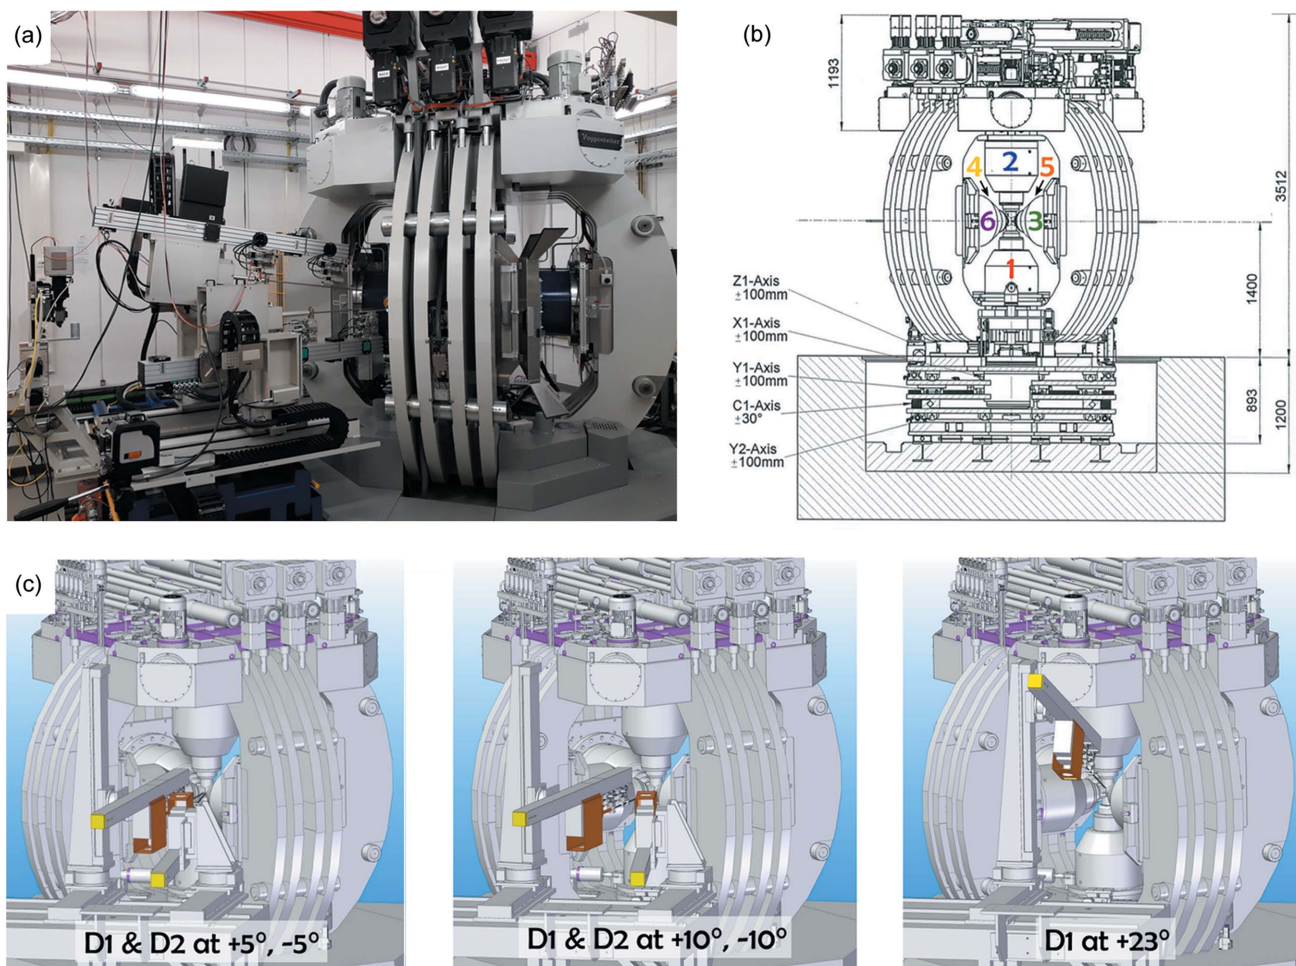 (a)
Voggenreiter
(b)
1193
3512
1400
893
1200
4
2
5
6
3
1
Z1-Axis
±100mm
X1-Axis
±100mm
Y1-Axis
±100mm
C1-Axis
±30°
Y2-Axis
±100mm
(c)
D1 & D2 at +5°, -5°
D1 & D2 at +10°, -10°
D1 at +23°